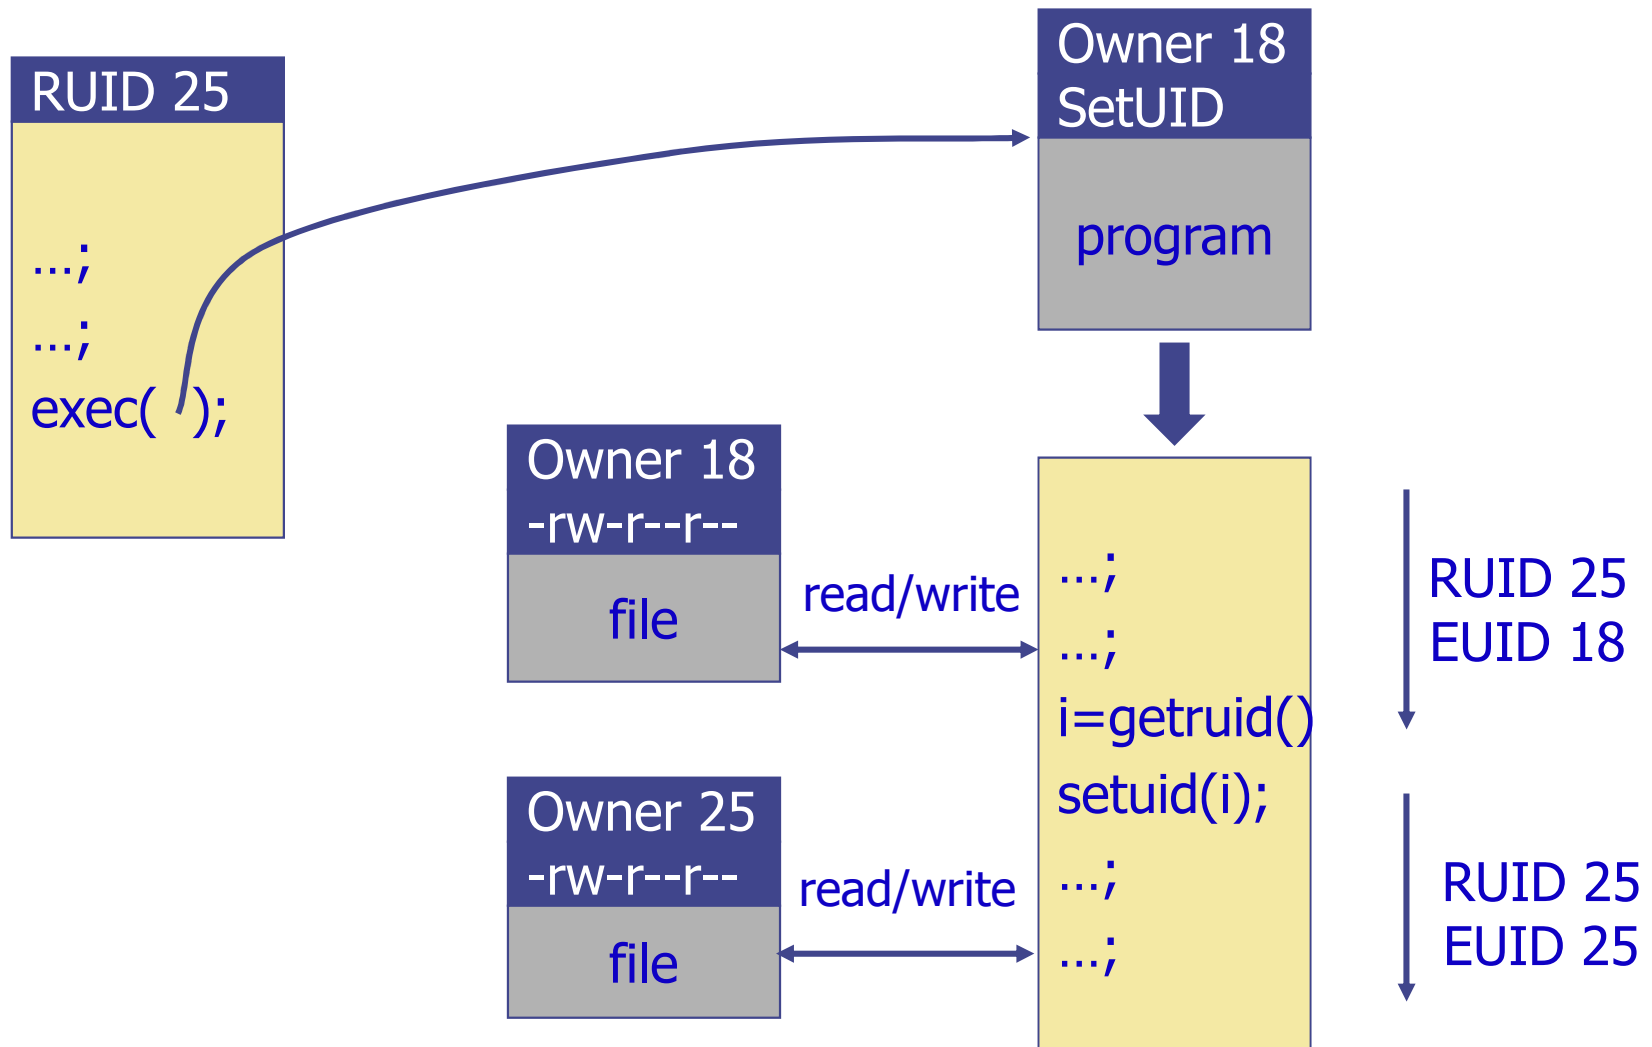 RUID 25
...;
...;
exec( );
Owner 18
SetUID
program
Owner 18
-rw-r--r--
file
read/write
Owner 25
-rw-r--r--
file
read/write
...;
...;
i=getruid()
setuid(i);
...;
...;
RUID 25
EUID 18
RUID 25
EUID 25